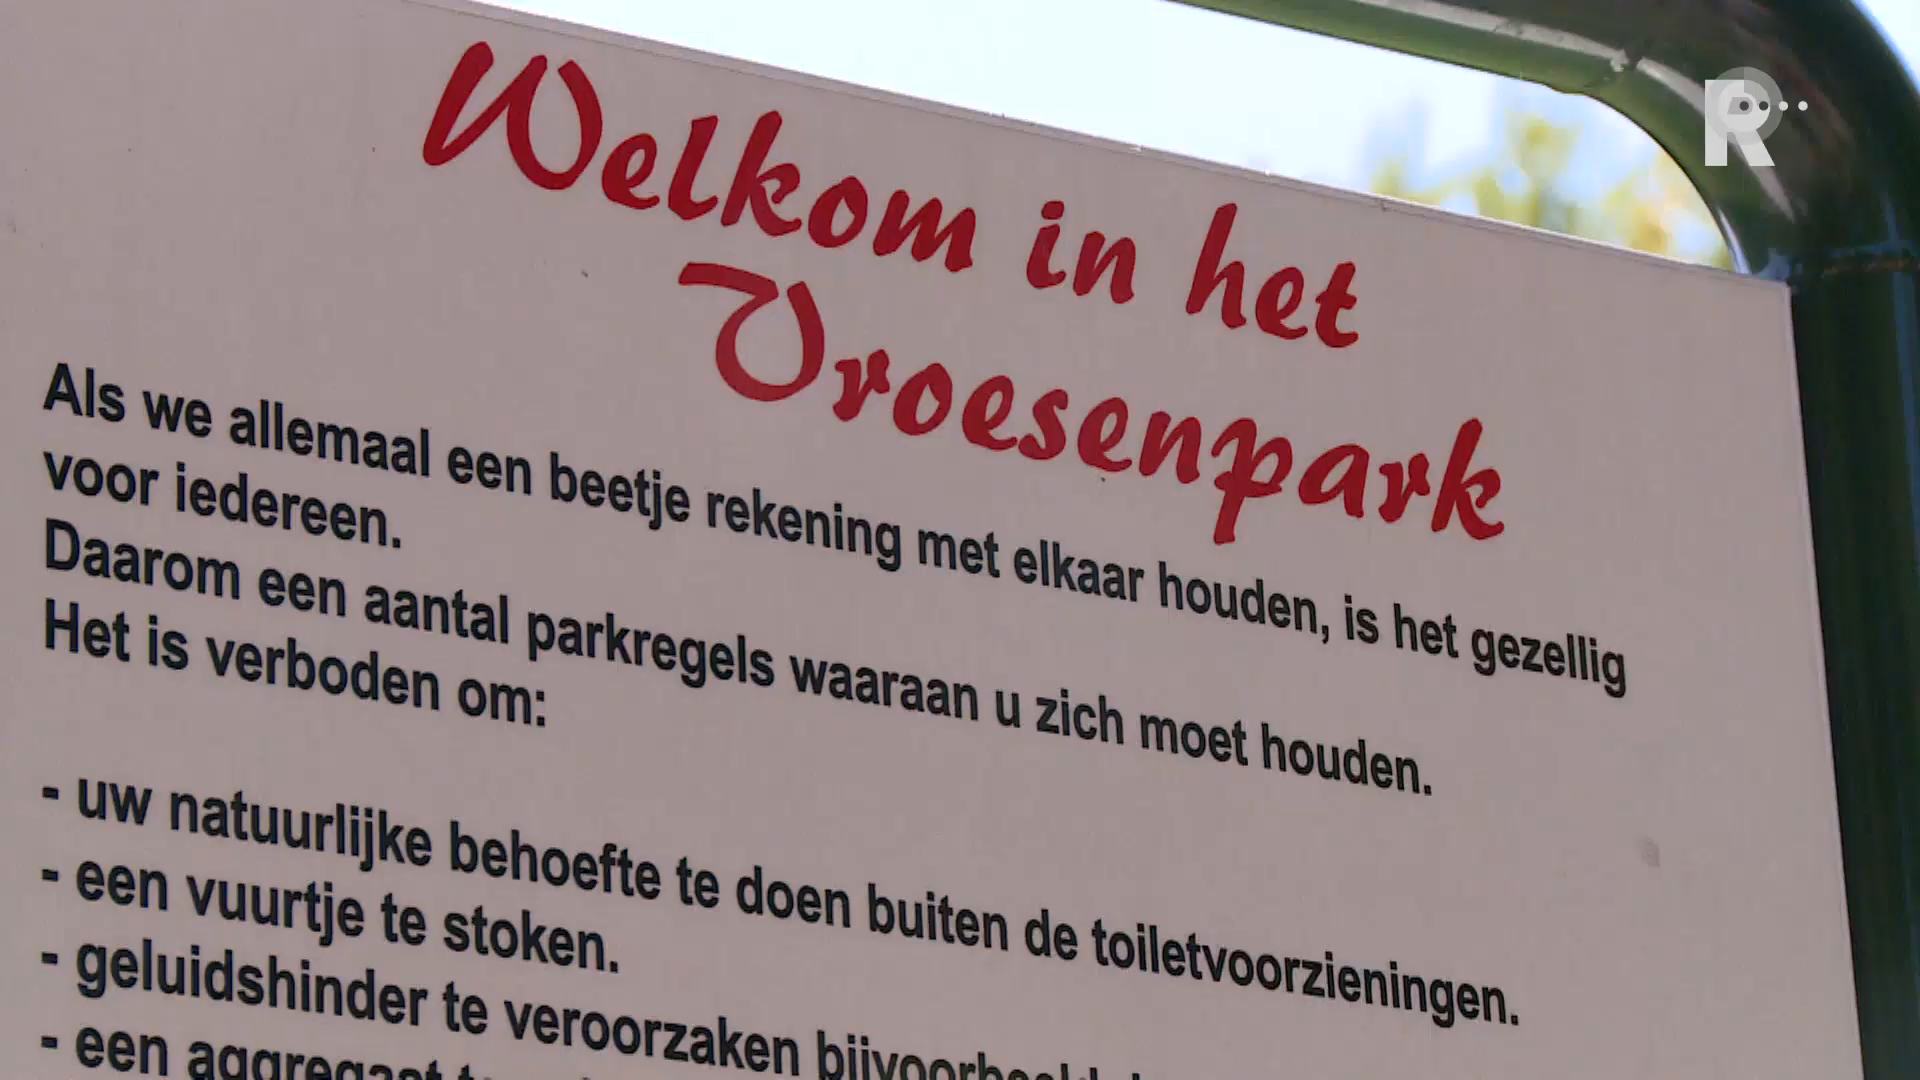 Welkom in het
Vroesenpark
Als we allemaal een beetje rekening met elkaar houden, is het gezellig
voor iedereen.
Daarom een aantal parkregels waaraan u zich moet houden.
Het is verboden om:
- uw natuurlijke behoefte te doen buiten de toiletvoorzieningen.
- een vuurtje te stoken.
- geluidshinder te veroorzaken
- een aggregaat
R